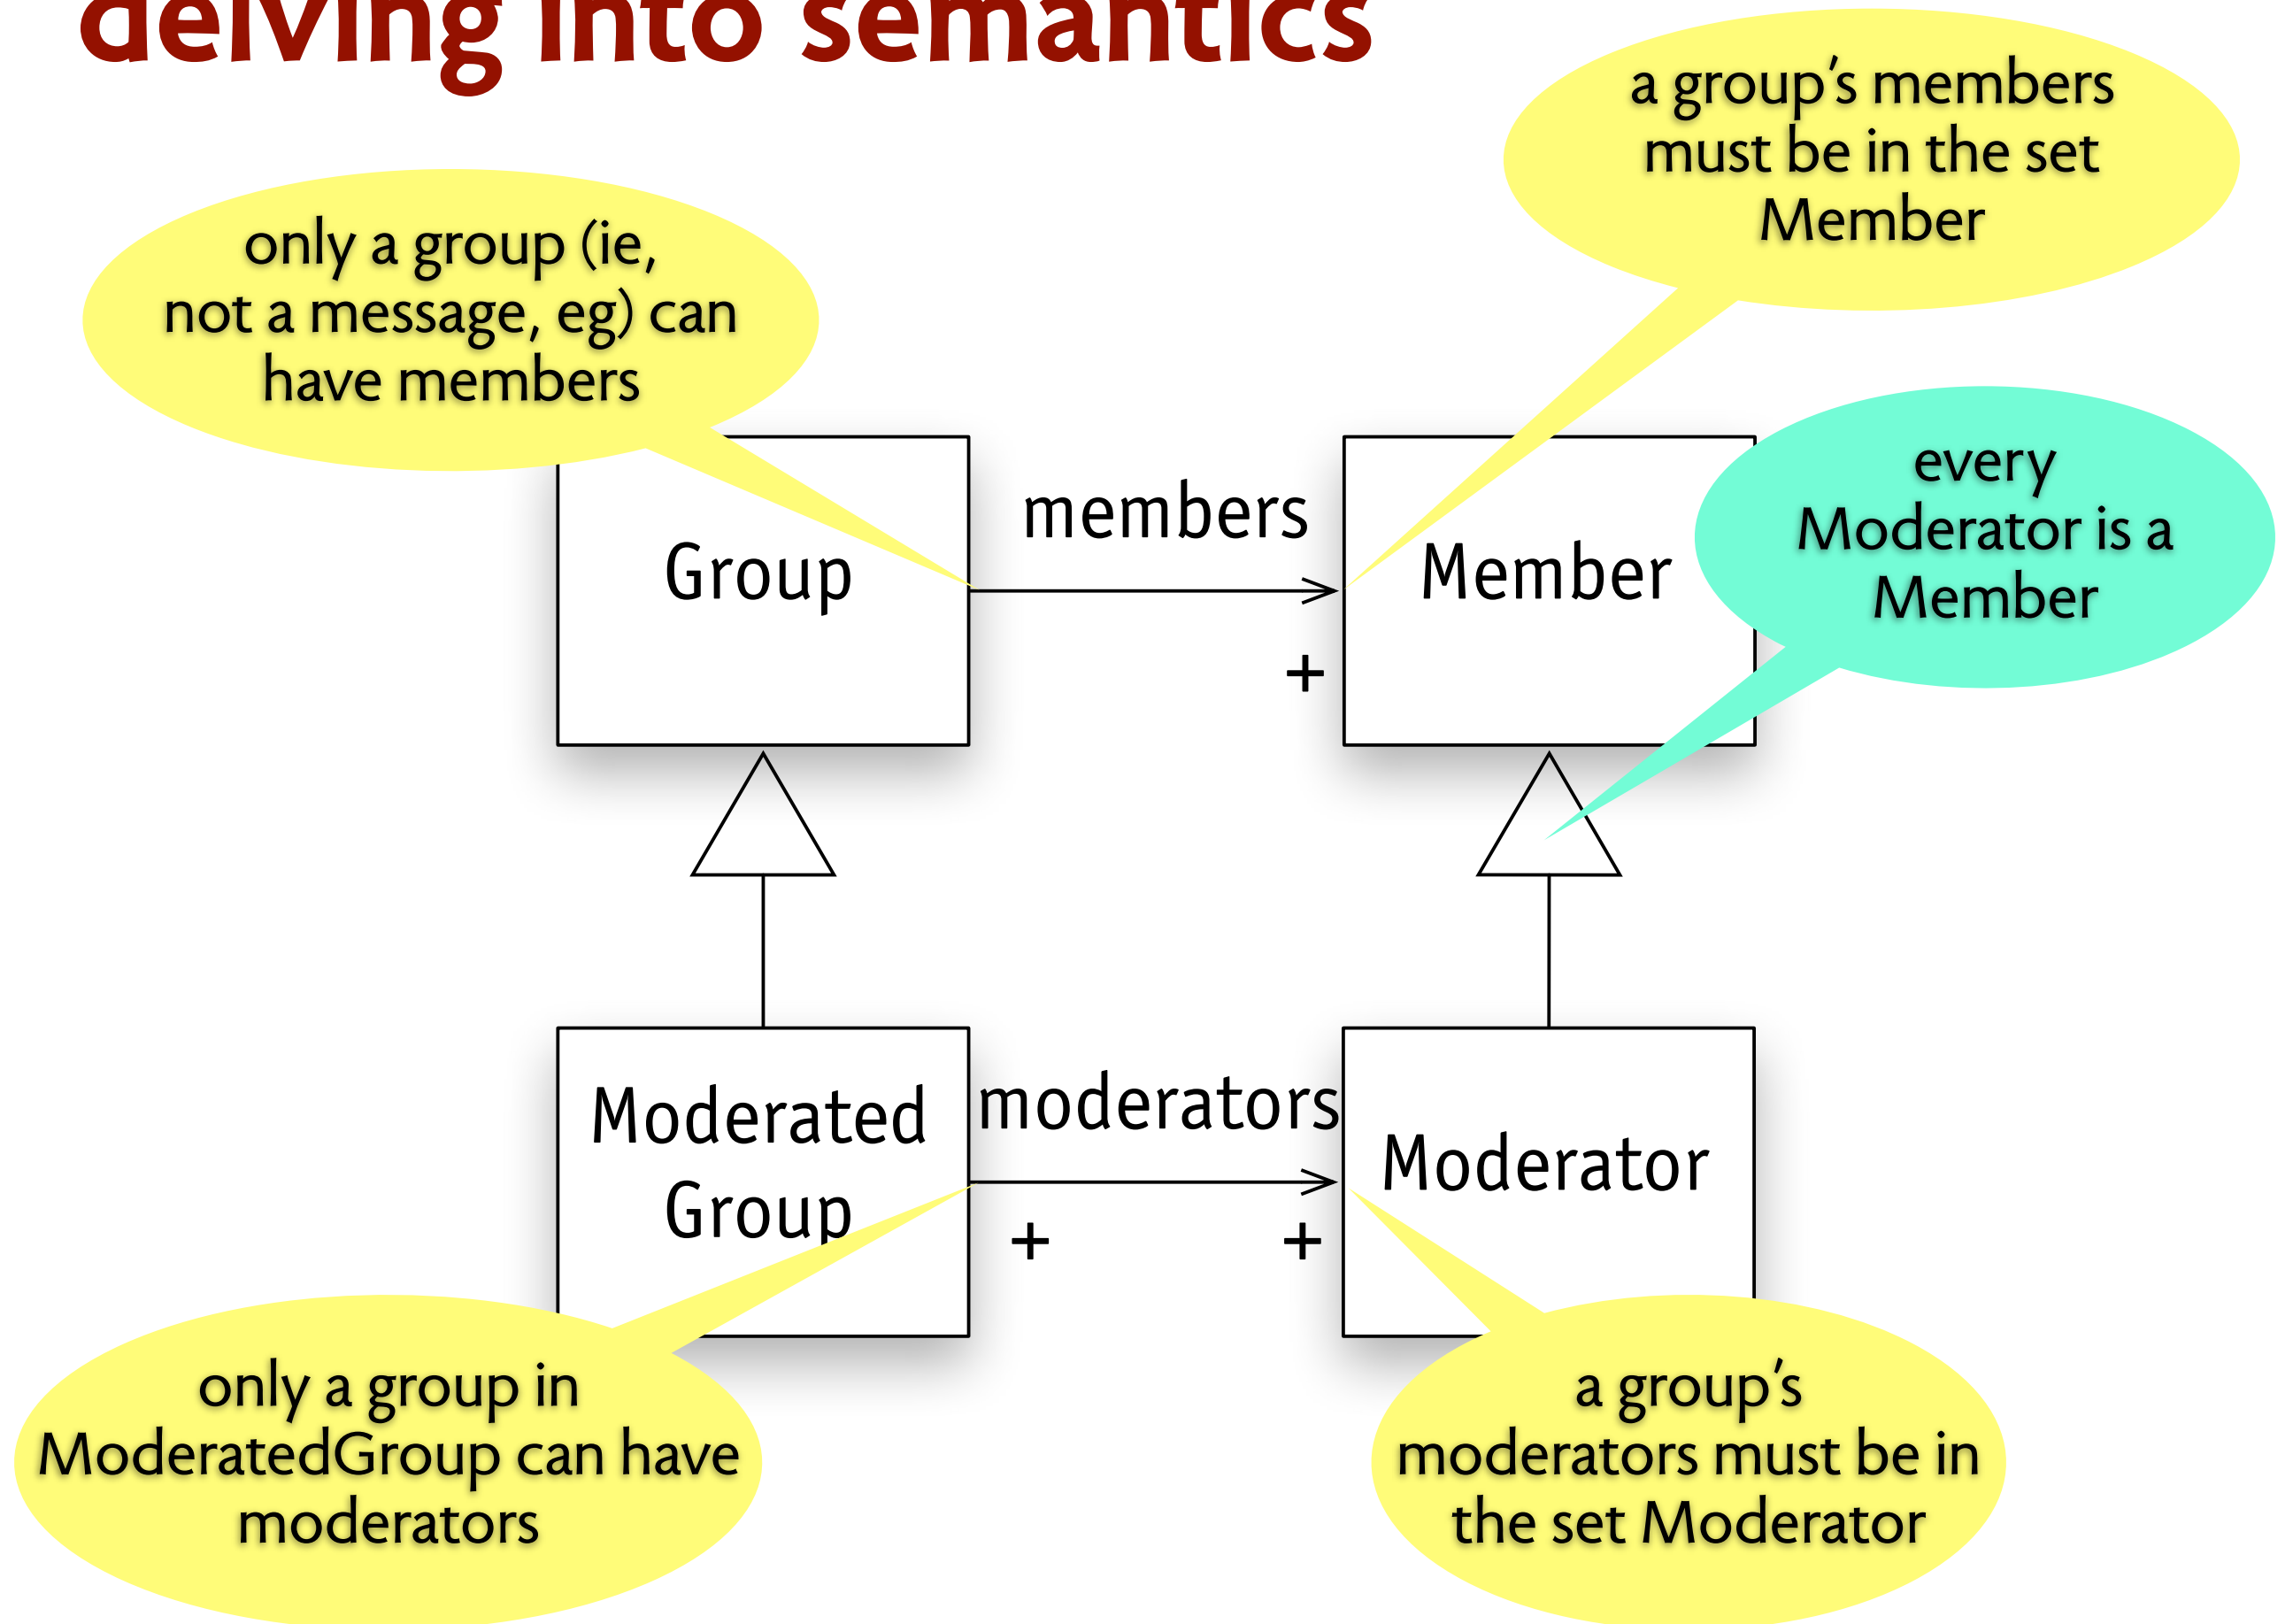 delving into semantics
a group’s members
must be in the set
Member
only a group (ie,
not a message, eg) can
have members
every
Moderator is a
Member
members
Group
Member
+
Moderated
Group
moderators
Moderator
+ +
only a group in
ModeratedGroup can have
moderators
a group’s
moderators must be in
the set Moderator